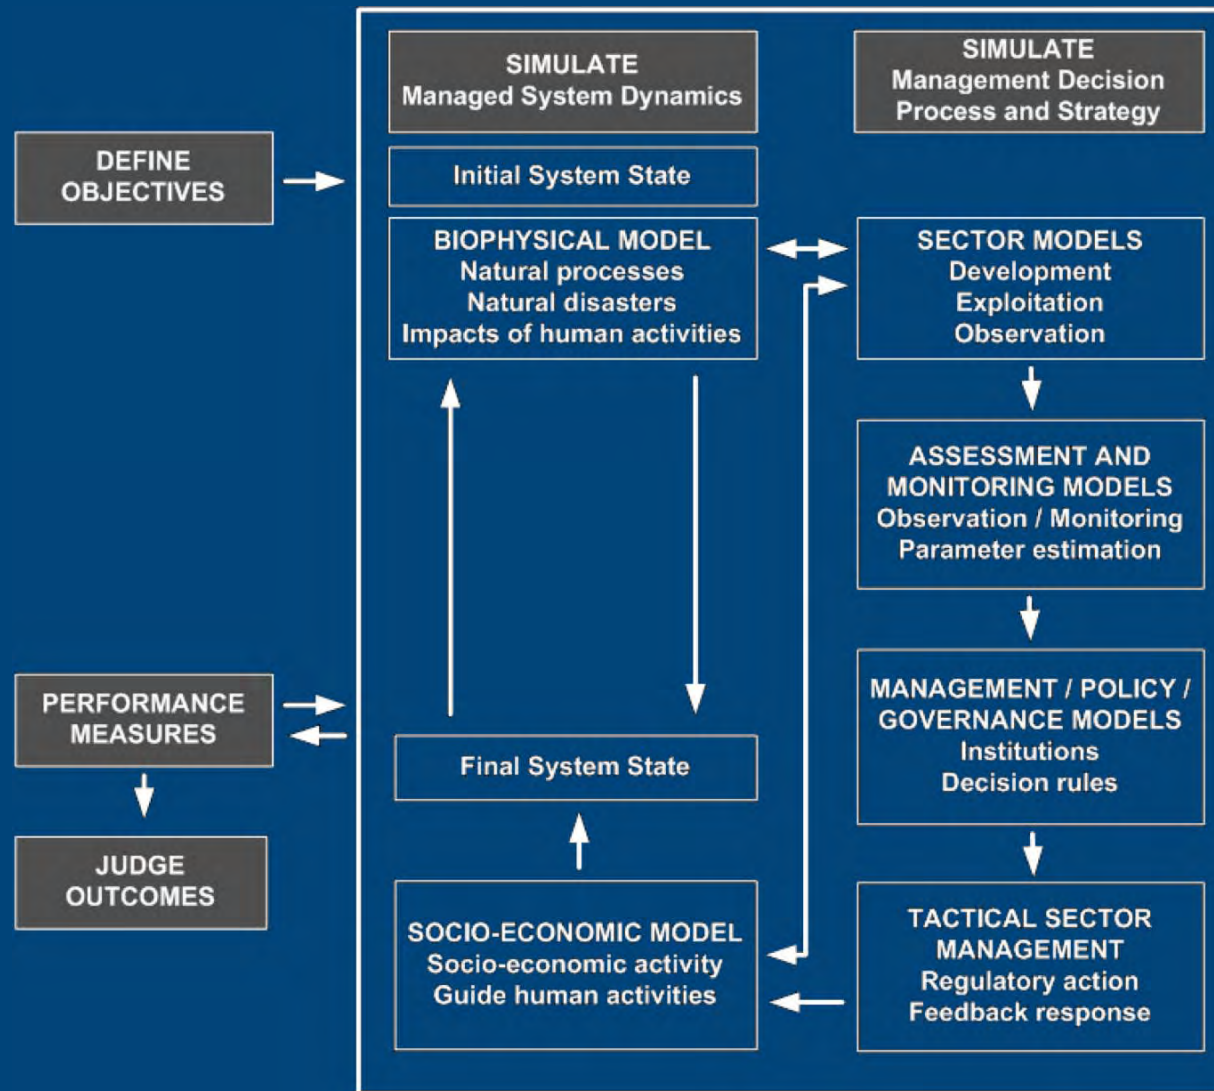 SIMULATE
Managed System Dynamics
SIMULATE
Management Decision
Process and Strategy
DEFINE
OBJECTIVES
Initial System State
BIOPHYSICAL MODEL
Natural processes
Natural disasters
Impacts of human activities
SECTOR MODELS
Development
Exploitation
Observation
ASSESSMENT AND
MONITORING MODELS
Observation / Monitoring
Parameter estimation
PERFORMANCE
MEASURES
MANAGEMENT / POLICY /
GOVERNANCE MODELS
Institutions
Decision rules
Final System State
JUDGE
OUTCOMES
SOCIO-ECONOMIC MODEL
Socio-economic activity
Guide human activities
TACTICAL SECTOR
MANAGEMENT
Regulatory action
Feedback response